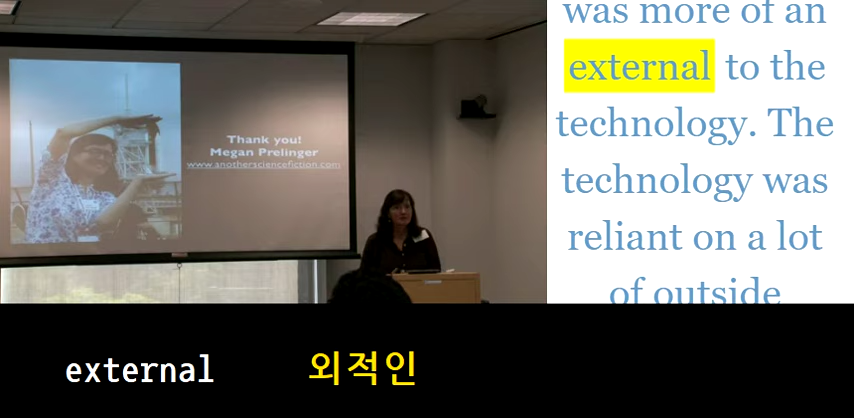 Thank you!
Megan Prelinger
www.anothersciencefiction.com
was more of an
external to the
technology. The
technology was
reliant on a lot
of outside
external 외적인